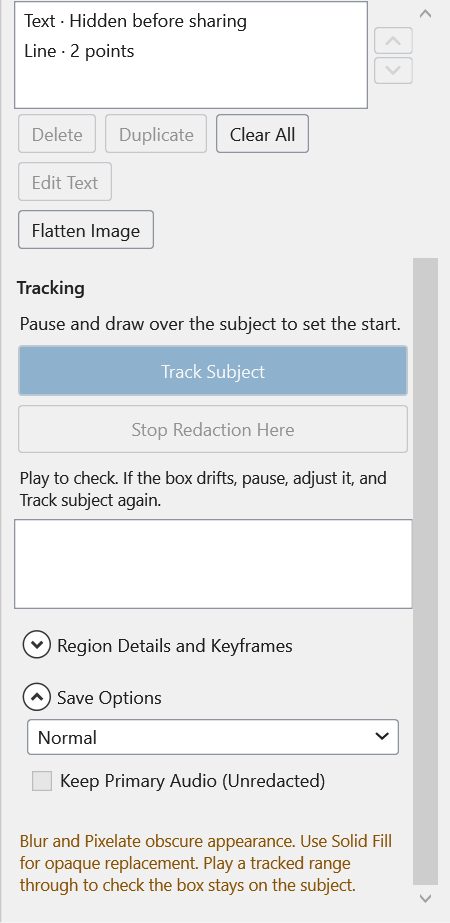 Text · Hidden before sharing
Line · 2 points
Delete
Duplicate
Clear All
Edit Text
Flatten Image
Tracking
Pause and draw over the subject to set the start.
Track Subject
Stop Redaction Here
Play to check. If the box drifts, pause, adjust it, and
Track subject again.
Region Details and Keyframes
Save Options
Normal
Keep Primary Audio (Unredacted)
Blur and Pixelate obscure appearance. Use Solid Fill
for opaque replacement. Play a tracked range
through to check the box stays on the subject.